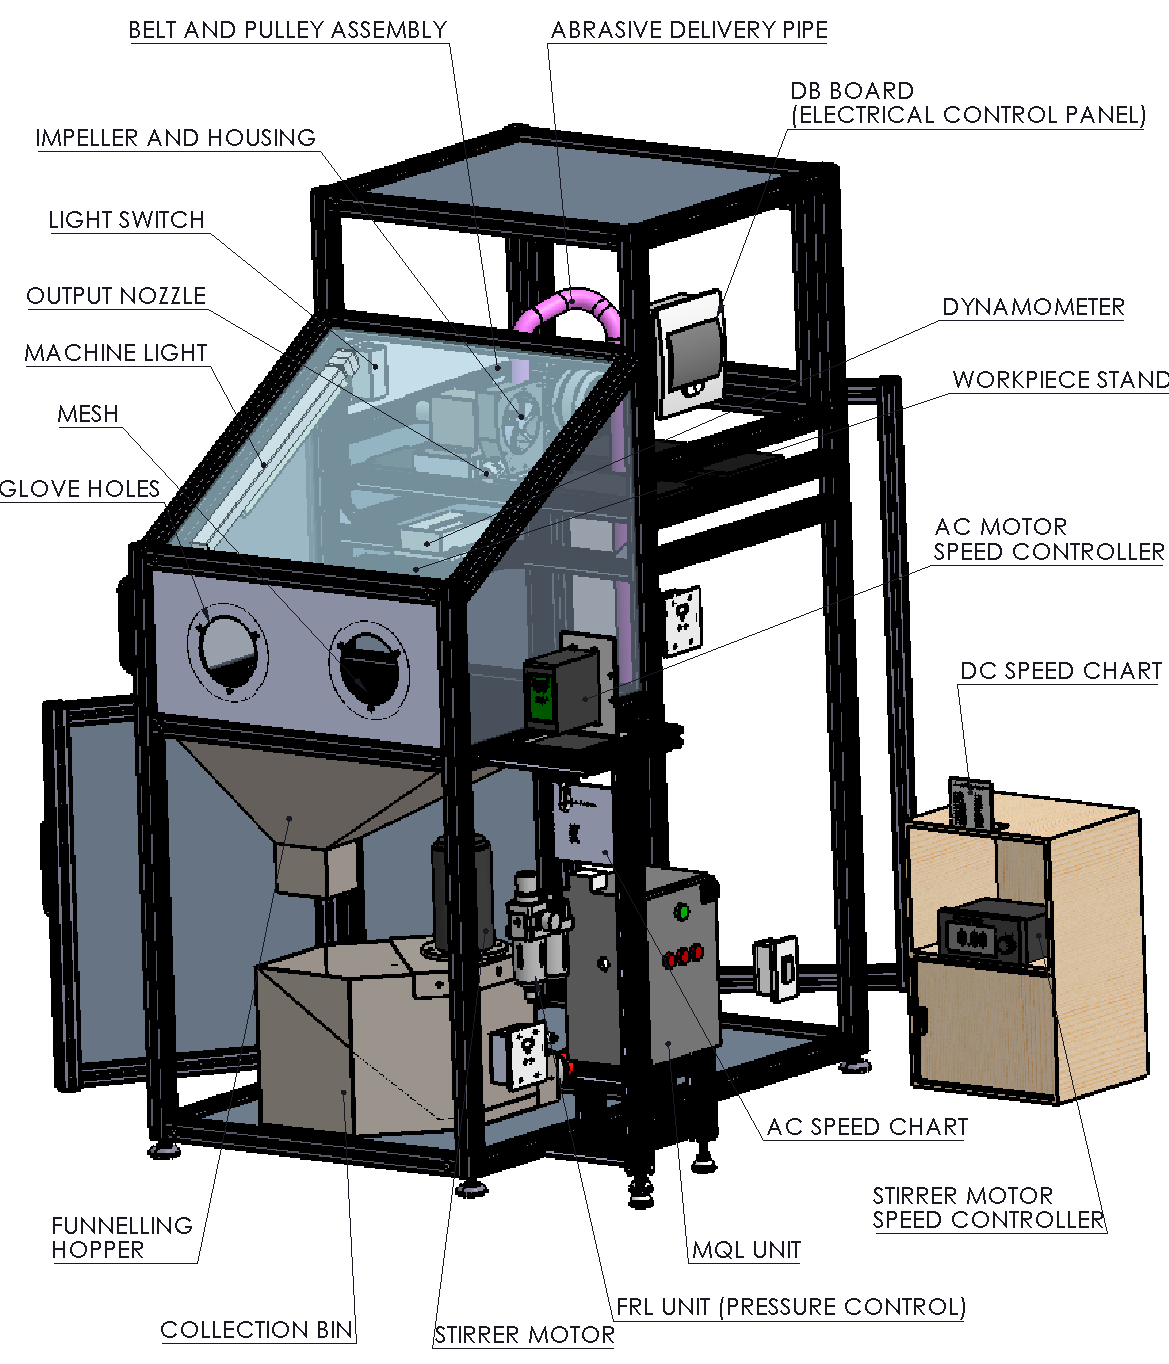 BELT AND PULLEY ASSEMBLY
ABRASIVE DELIVERY PIPE
DB BOARD
(ELECTRICAL CONTROL PANEL)
IMPELLER AND HOUSING
LIGHT SWITCH
OUTPUT NOZZLE
DYNAMOMETER
MACHINE LIGHT
WORKPIECE STAND
MESH
GLOVE HOLES
AC MOTOR
SPEED CONTROLLER
DC SPEED CHART
0.00
AC SPEED CHART
STIRRER MOTOR
SPEED CONTROLLER
FUNNELLING
HOPPER
MQL UNIT
FRL UNIT (PRESSURE CONTROL)
COLLECTION BIN
STIRRER MOTOR